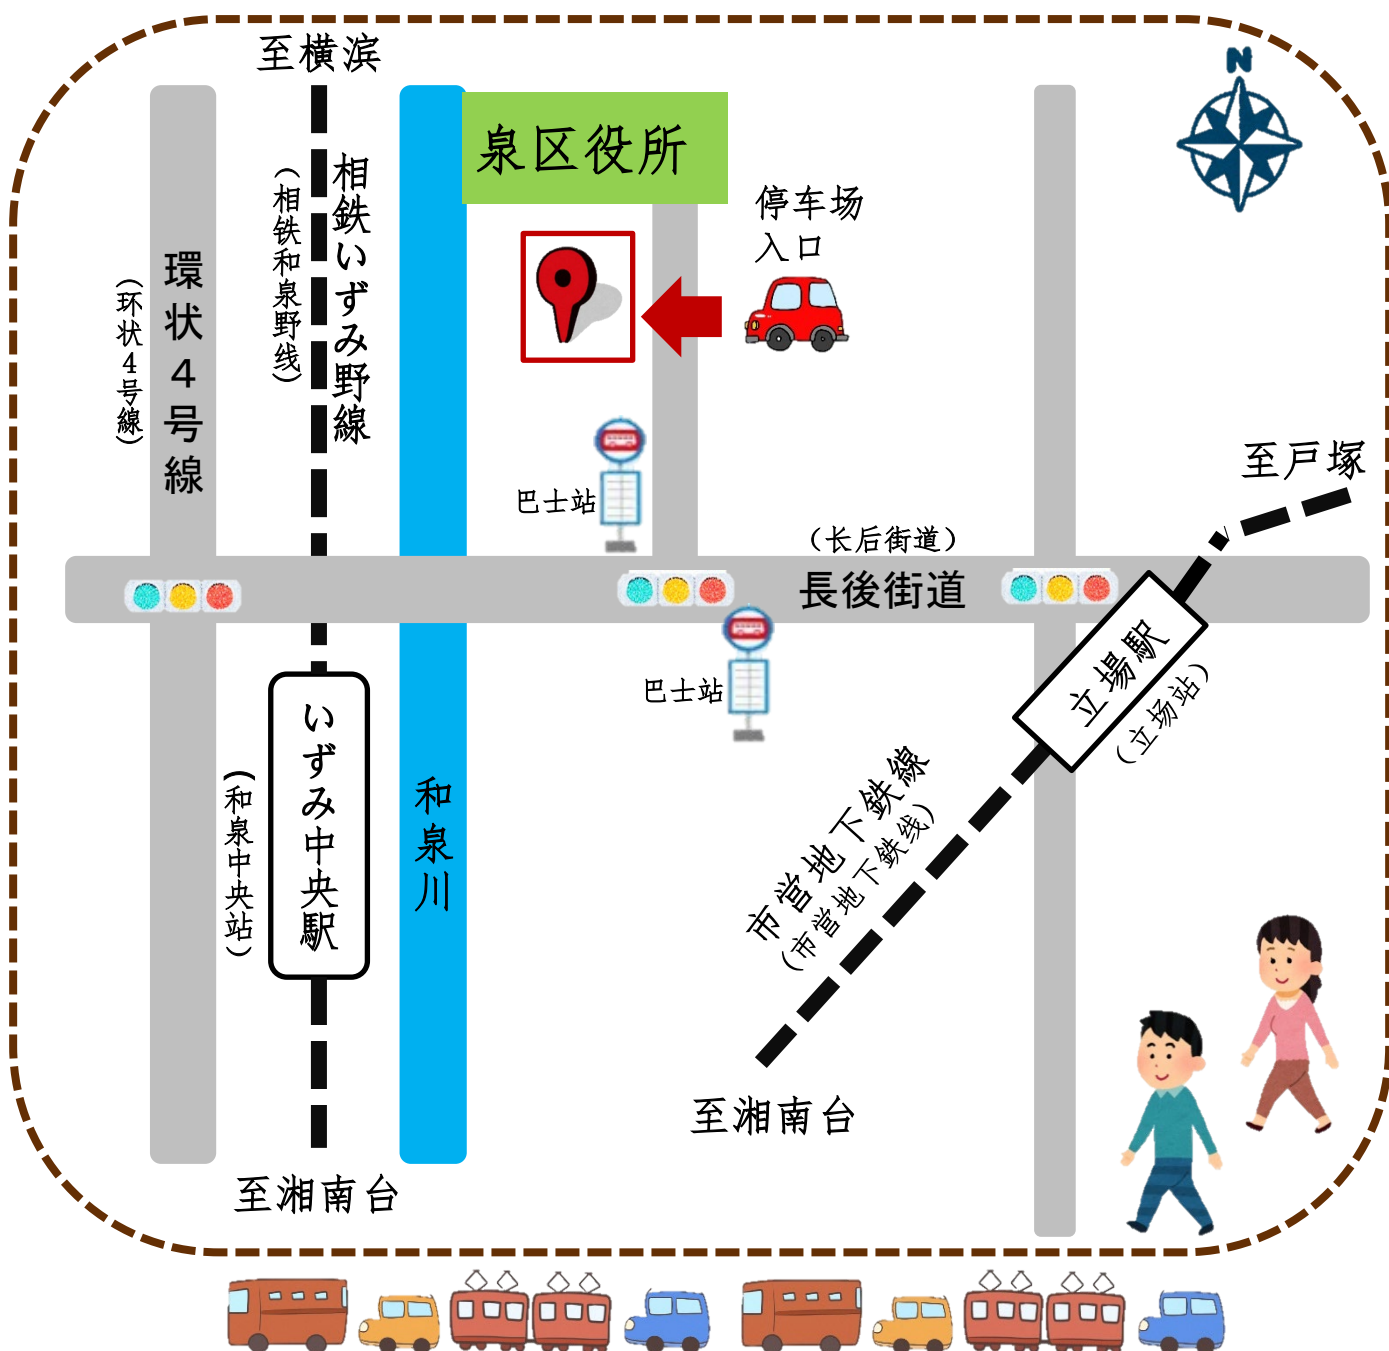 至横滨
N
泉区役所
停车场
入口
相鉄いずみ野線
(相铁和泉野线)
環状4号線
(环状4号線)
至戸塚
巴士站
(长后街道)
長後街道
巴士站
立場駅
(立场站)
いずみ中央駅
(和泉中央站)
和泉川
市営地下鉄線
(市营地下鉄线)
至湘南台
至湘南台